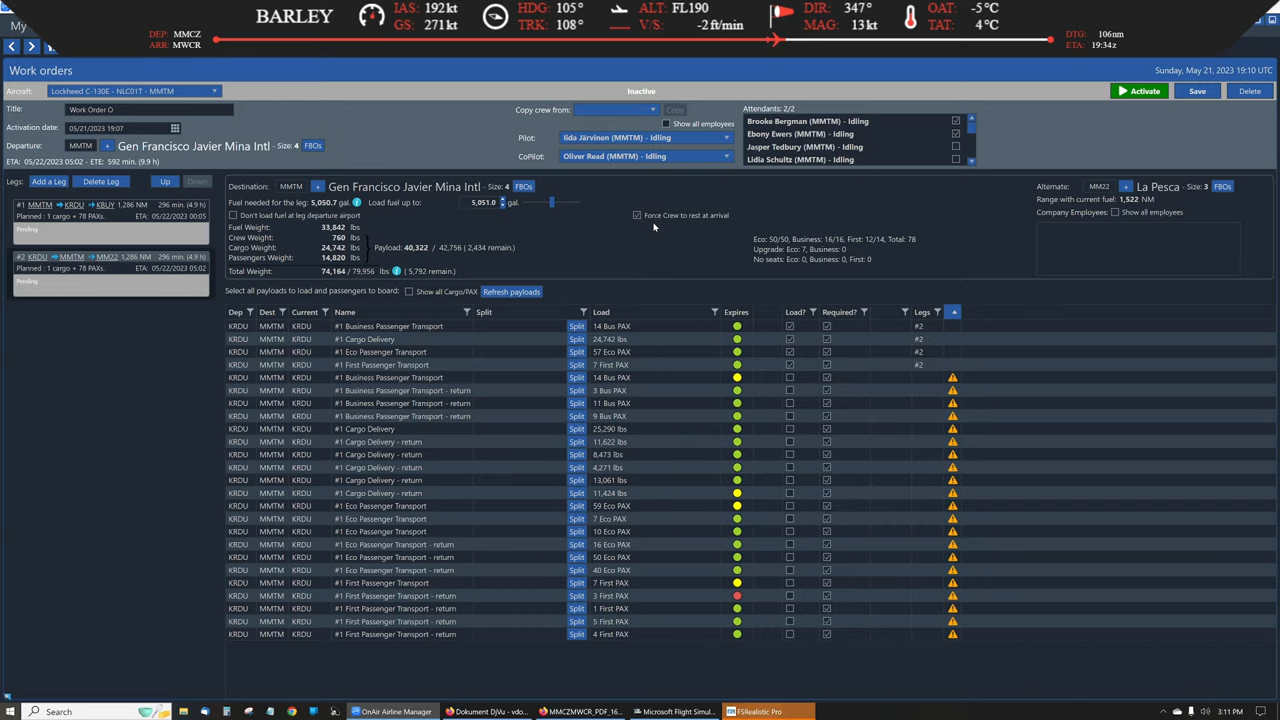 My
BARLEY
IAS: 192kt
GS: 271kt
HDG: 105°
TRK: 108°
ALT: FL190
V/S: -2ft/min
DIR: 347°
MAG: 13kt
OAT: -5°C
TAT: 4°C
DEP: MMCZ
ARR: MWCR
DTG: 106nm
ETA: 19:34z
Work orders
Sunday, May 21, 2023 19:10 UTC
Aircraft: Lockheed C-130E - NLC01T - MMTM
Inactive
Activate Save Delete
Title: Work Order O
Activation date: 05/21/2023 19:07
Departure: MMTM + Gen Francisco Javier Mina Intl - Size: 4 FBOs
ETA: 05/22/2023 05:02 - ETE: 592 min. (9.9 h)
Copy crew from: Copy
Show all employees
Pilot: Iida Järvinen (MMTM) - Idling
CoPilot: Oliver Read (MMTM) - Idling
Attendants: 2/2
Brooke Bergman (MMTM) - Idling
Ebony Ewers (MMTM) - Idling
Jasper Tedbury (MMTM) - Idling
Lidia Schultz (MMTM) - Idling
Legs: Add a Leg Delete Leg Up Down
#1 MMTM KRDU KBUY 1,286 NM 296 min. (4.9 h)
Planned : 1 cargo + 78 PAXs. ETA: 05/22/2023 00:05
Pending
#2 KRDU MMTM MM22 1,286 NM 296 min. (4.9 h)
Planned : 1 cargo + 78 PAXs. ETA: 05/22/2023 05:02
Pending
Destination: MMTM + Gen Francisco Javier Mina Intl - Size: 4 FBOs
Fuel needed for the leg: 5,050.7 gal. Load fuel up to: 5,051.0 gal.
Don't load fuel at leg departure airport
Force Crew to rest at arrival
Fuel Weight: 33,842 lbs
Crew Weight: 760 lbs
Cargo Weight: 24,742 lbs Payload: 40,322 / 42,756 ( 2,434 remain.)
Passengers Weight: 14,820 lbs
Total Weight: 74,164 / 79,956 lbs ( 5,792 remain.)
Eco: 50/50, Business: 16/16, First: 12/14, Total: 78
Upgrade: Eco: 7, Business: 0
No seats: Eco: 0, Business: 0, First: 0
Alternate: MM22 + La Pesca - Size: 3 FBOs
Range with current fuel: 1,522 NM
Company Employees: Show all employees
Select all payloads to load and passengers to board: Show all Cargo/PAX Refresh payloads
Dep Dest Current Name Split Load Expires Load? Required? Legs
KRDU MMTM KRDU #1 Business Passenger Transport Split 14 Bus PAX #2
KRDU MMTM KRDU #1 Cargo Delivery Split 24,742 lbs #2
KRDU MMTM KRDU #1 Eco Passenger Transport Split 57 Eco PAX #2
KRDU MMTM KRDU #1 First Passenger Transport Split 7 First PAX #2
KRDU MMTM KRDU #1 Business Passenger Transport Split 14 Bus PAX
KRDU MMTM KRDU #1 Business Passenger Transport - return Split 3 Bus PAX
KRDU MMTM KRDU #1 Business Passenger Transport - return Split 11 Bus PAX
KRDU MMTM KRDU #1 Business Passenger Transport - return Split 9 Bus PAX
KRDU MMTM KRDU #1 Cargo Delivery Split 25,290 lbs
KRDU MMTM KRDU #1 Cargo Delivery - return Split 11,622 lbs
KRDU MMTM KRDU #1 Cargo Delivery - return Split 8,473 lbs
KRDU MMTM KRDU #1 Cargo Delivery - return Split 4,271 lbs
KRDU MMTM KRDU #1 Cargo Delivery - return Split 13,061 lbs
KRDU MMTM KRDU #1 Cargo Delivery - return Split 11,424 lbs
KRDU MMTM KRDU #1 Eco Passenger Transport Split 59 Eco PAX
KRDU MMTM KRDU #1 Eco Passenger Transport Split 7 Eco PAX
KRDU MMTM KRDU #1 Eco Passenger Transport Split 10 Eco PAX
KRDU MMTM KRDU #1 Eco Passenger Transport - return Split 16 Eco PAX
KRDU MMTM KRDU #1 Eco Passenger Transport - return Split 50 Eco PAX
KRDU MMTM KRDU #1 Eco Passenger Transport - return Split 40 Eco PAX
KRDU MMTM KRDU #1 First Passenger Transport Split 7 First PAX
KRDU MMTM KRDU #1 First Passenger Transport - return Split 3 First PAX
KRDU MMTM KRDU #1 First Passenger Transport - return Split 1 First PAX
KRDU MMTM KRDU #1 First Passenger Transport - return Split 5 First PAX
KRDU MMTM KRDU #1 First Passenger Transport - return Split 4 First PAX
Search OnAir Airline Manager Dokument DjVu - vdo... MMCZMWCR_PDF_16... Microsoft Flight Simul... FSRealistic Pro 3:11 PM